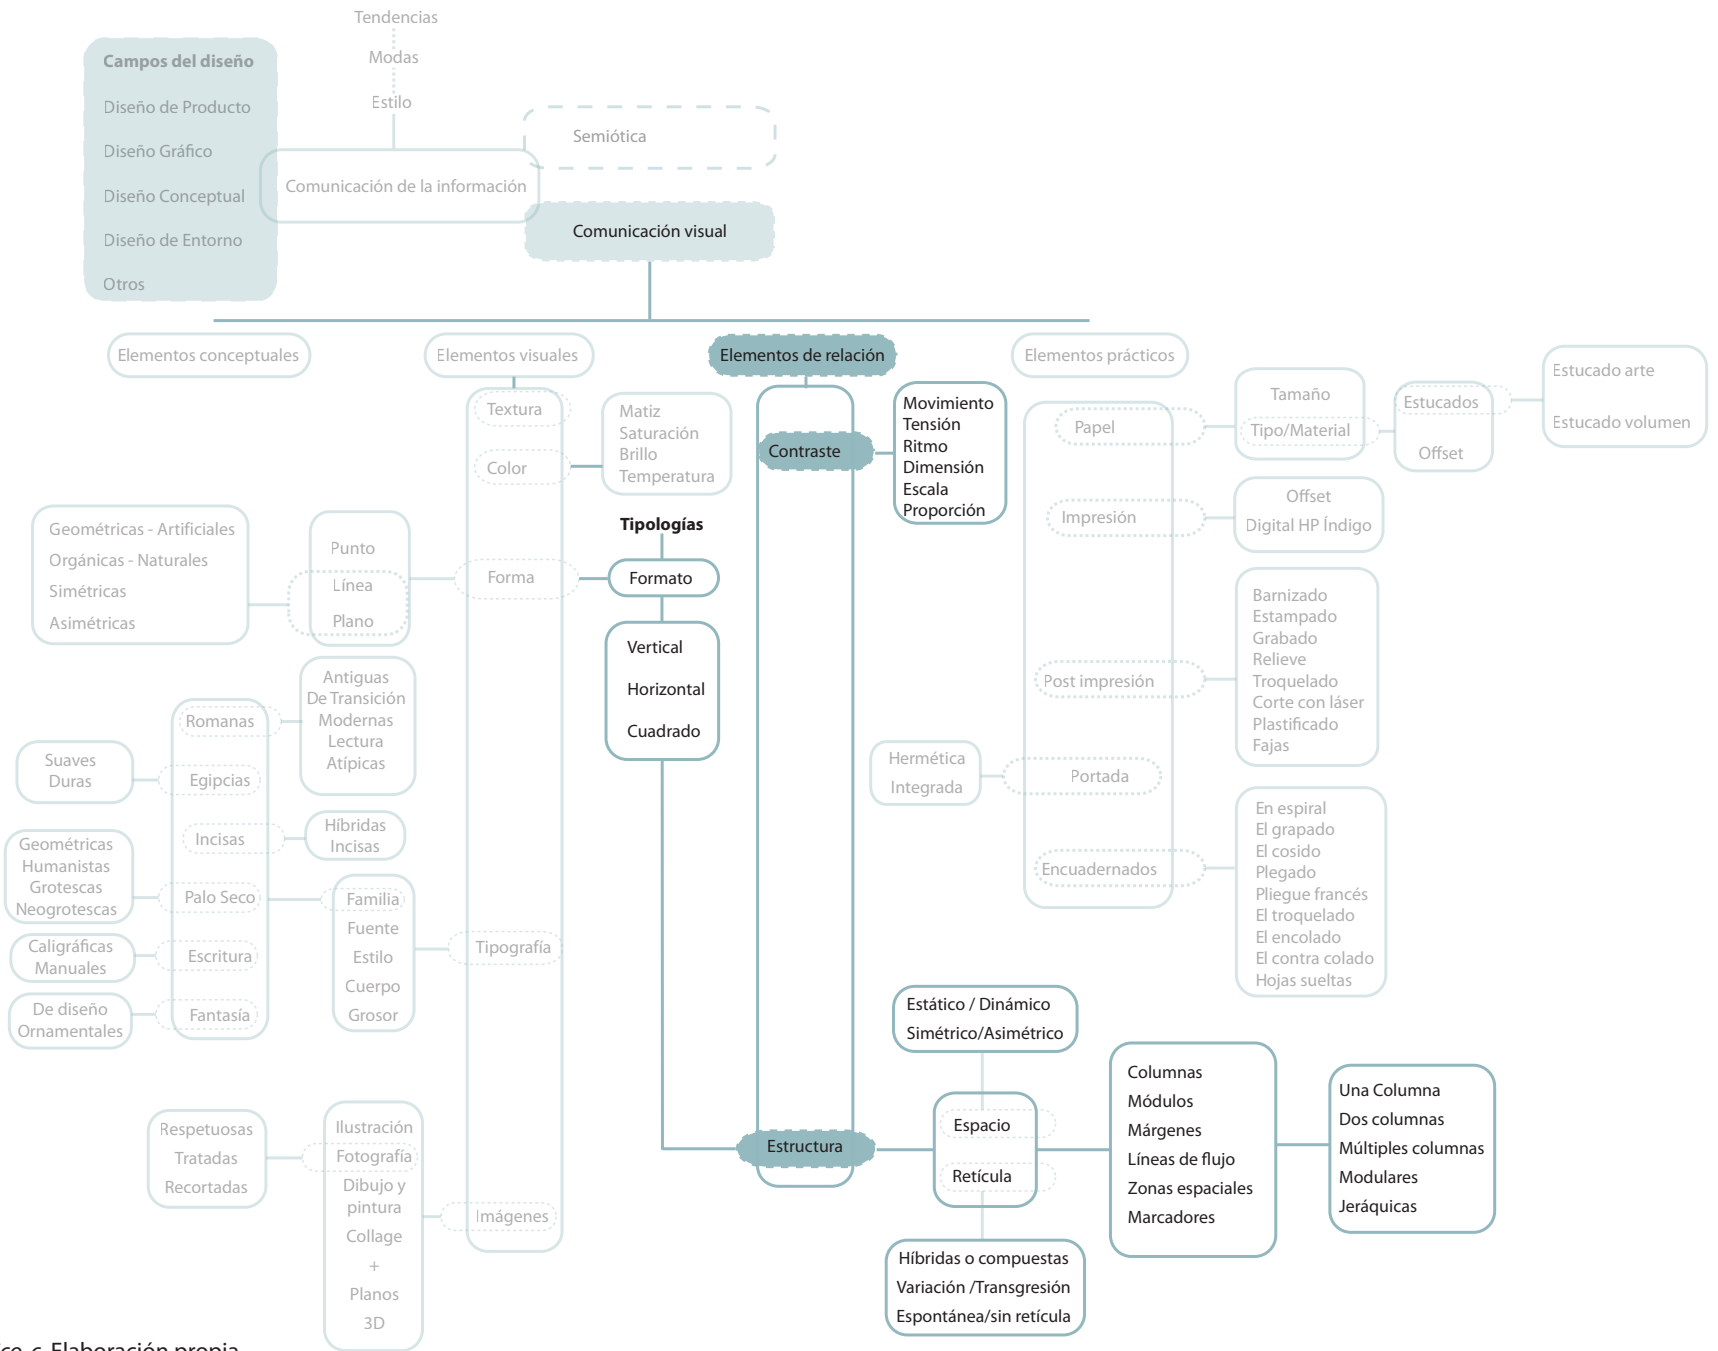 Tendencias
Modas
Estilo
Campos del diseño
Diseño de Producto
Diseño Gráfico
Diseño Conceptual
Diseño de Entorno
Otros
Comunicación de la información
Semiótica
Comunicación visual
Elementos conceptuales
Elementos visuales
Elementos de relación
Elementos prácticos
Textura
Color
Forma
Tipografía
Imágenes
Matiz
Saturación
Brillo
Temperatura
Tipologías
Formato
Vertical
Horizontal
Cuadrado
Punto
Línea
Plano
Geométricas - Artificiales
Orgánicas - Naturales
Simétricas
Asimétricas
Familia
Fuente
Estilo
Cuerpo
Grosor
Romanas
Egipcias
Incisas
Palo Seco
Escritura
Fantasía
Antiguas
De Transición
Modernas
Lectura
Atípicas
Suaves
Duras
Híbridas
Incisas
Geométricas
Humanistas
Grotescas
Neogrotescas
Caligráficas
Manuales
De diseño
Ornamentales
Ilustración
Fotografía
Dibujo y
pintura
Collage
+
Planos
3D
Respetuosas
Tratadas
Recortadas
Contraste
Movimiento
Tensión
Ritmo
Dimensión
Escala
Proporción
Estructura
Espacio
Retícula
Estático / Dinámico
Simétrico/Asimétrico
Híbridas o compuestas
Variación /Transgresión
Espontánea/sin retícula
Columnas
Módulos
Márgenes
Líneas de flujo
Zonas espaciales
Marcadores
Una Columna
Dos columnas
Múltiples columnas
Modulares
Jeráquicas
Papel
Impresión
Post impresión
Portada
Encuadernados
Tamaño
Tipo/Material
Estucados
Offset
Estucado arte
Estucado volumen
Offset
Digital HP Índigo
Barnizado
Estampado
Grabado
Relieve
Troquelado
Corte con láser
Plastificado
Fajas
Hermética
Integrada
En espiral
El grapado
El cosido
Plegado
Pliegue francés
El troquelado
El encolado
El contra colado
Hojas sueltas
Elaboración propia